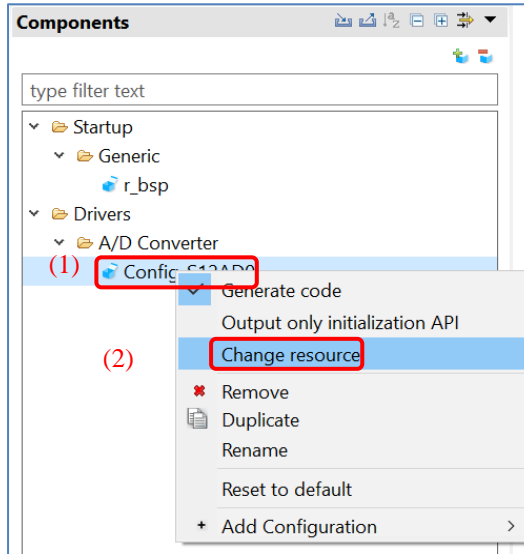 Components
type filter text
Startup
Generic
r_bsp
Drivers
A/D Converter
(1) Config_S12AD0
Generate code
Output only initialization API
(2) Change resource
Remove
Duplicate
Rename
Reset to default
Add Configuration